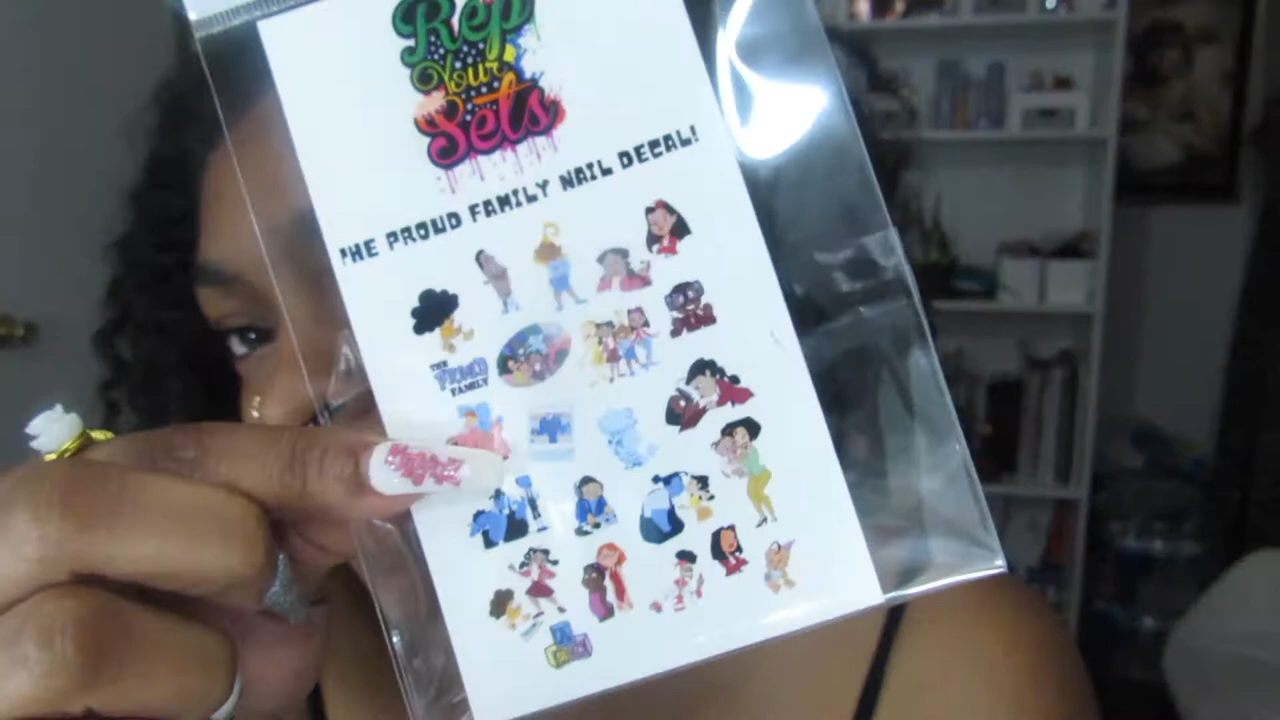 Rep
Your
Sets
THE PROUD FAMILY NAIL DECAL!
THE
PROUD
FAMILY